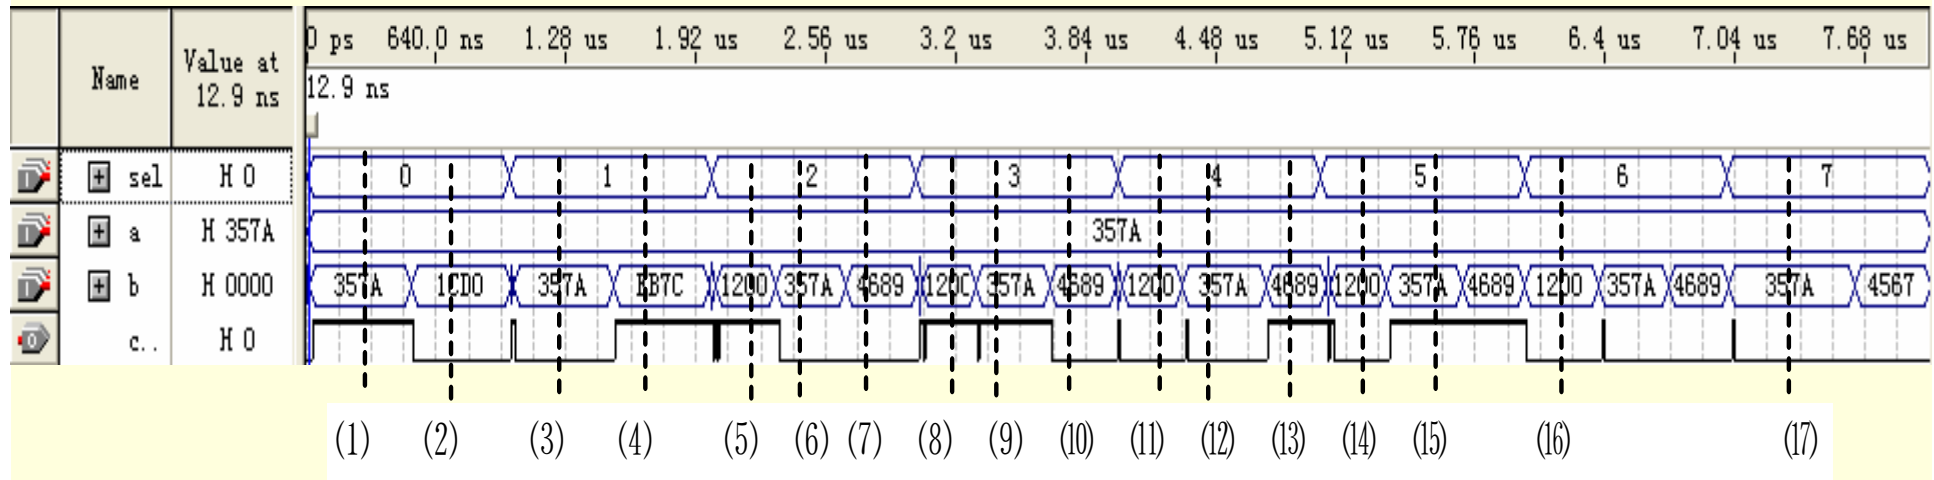 0 ps 640.0 ns 1.28 us 1.92 us 2.56 us 3.2 us 3.84 us 4.48 us 5.12 us 5.76 us 6.4 us 7.04 us 7.68 us
Name Value at 12.9 ns
12.9 ns
sel H 0 0 1 2 3 4 5 6 7
a H 357A 357A
b H 0000 357A 1CD0 357A EB7C 1200 357A 4689 1200 357A 4689 1200 357A 4689 1200 357A 4689 1200 357A 4689 357A 4567
c.. H 0
(1) (2) (3) (4) (5) (6) (7) (8) (9) (10) (11) (12) (13) (14) (15) (16) (17)